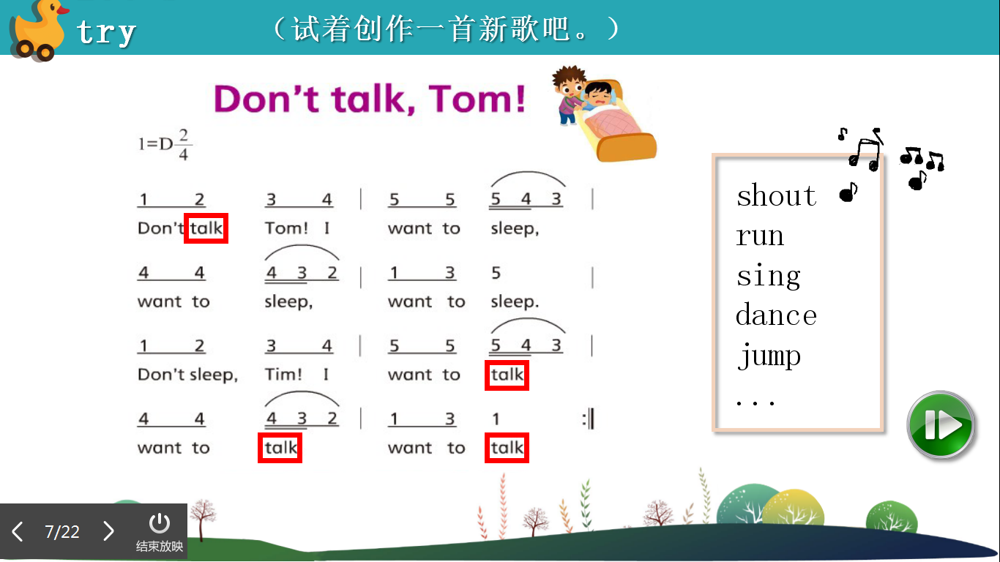 try (试着创作一首新歌吧。)
Don't talk, Tom!
1=D 2/4
1 2 3 4 | 5 5 5 4 3 |
Don't talk Tom! I want to sleep,
4 4 4 3 2 | 1 3 5 |
want to sleep, want to sleep.
1 2 3 4 | 5 5 5 4 3 |
Don't sleep, Tim! I want to talk
4 4 4 3 2 | 1 3 1 :||
want to talk want to talk
shout
run
sing
dance
jump
...
7/22
结束放映